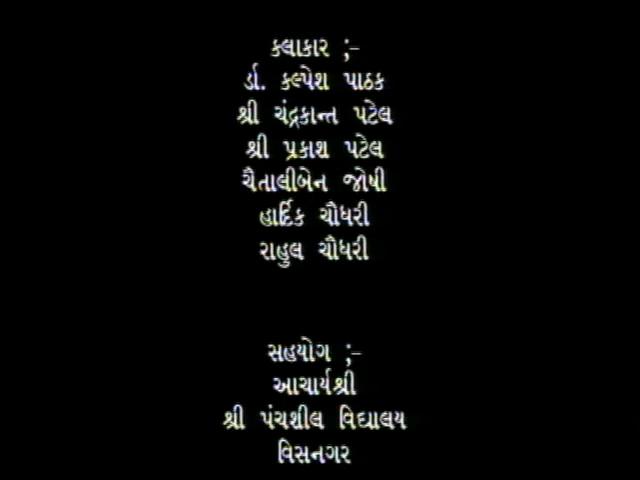 કલાકાર ;-
ર્ડા. કલ્પેશ પાઠક
શ્રી ચંદ્રકાન્ત પટેલ
શ્રી પ્રકાશ પટેલ
ચૈતાલીબેન જોષી
હાર્દિક ચૌધરી
રાહુલ ચૌધરી
સહયોગ ;-
આચાર્યશ્રી
શ્રી પંચશીલ વિદ્યાલય
વિસનગર